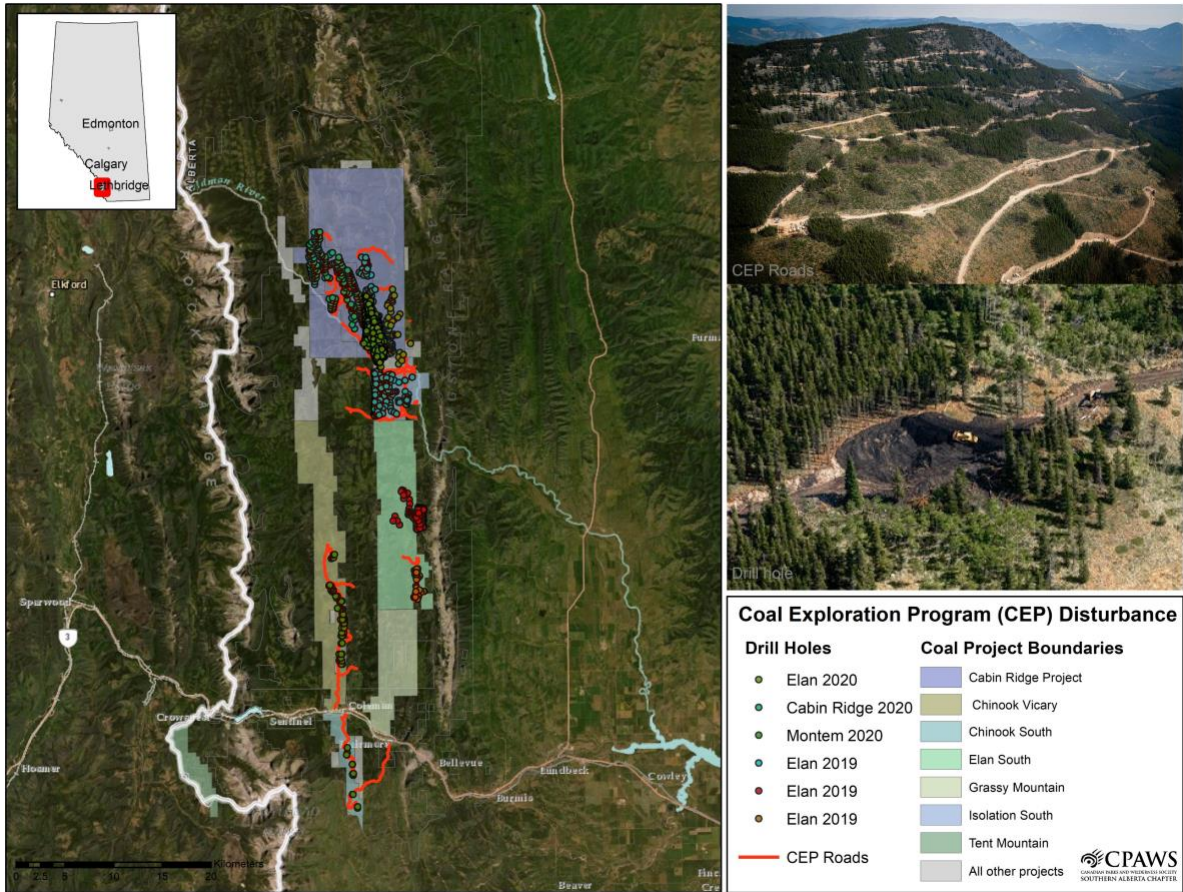 Edmonton
Calgary
Lethbridge
ALBERTA
Elkford
Sparwood
3
Crowsnest
Sentinel
Coleman
Bellevue
Lundbeck
Cowley
Burmis
Hosmer
Beaver
Kilometers
0 2.5 5 10 15 20
CEP Roads
Drill hole
Coal Exploration Program (CEP) Disturbance
Drill Holes
Elan 2020
Cabin Ridge 2020
Montem 2020
Elan 2019
Elan 2019
Elan 2019
CEP Roads
Coal Project Boundaries
Cabin Ridge Project
Chinook Vicary
Chinook South
Elan South
Grassy Mountain
Isolation South
Tent Mountain
All other projects
CPAWS
CANADIAN PARKS AND WILDERNESS SOCIETY
SOUTHERN ALBERTA CHAPTER